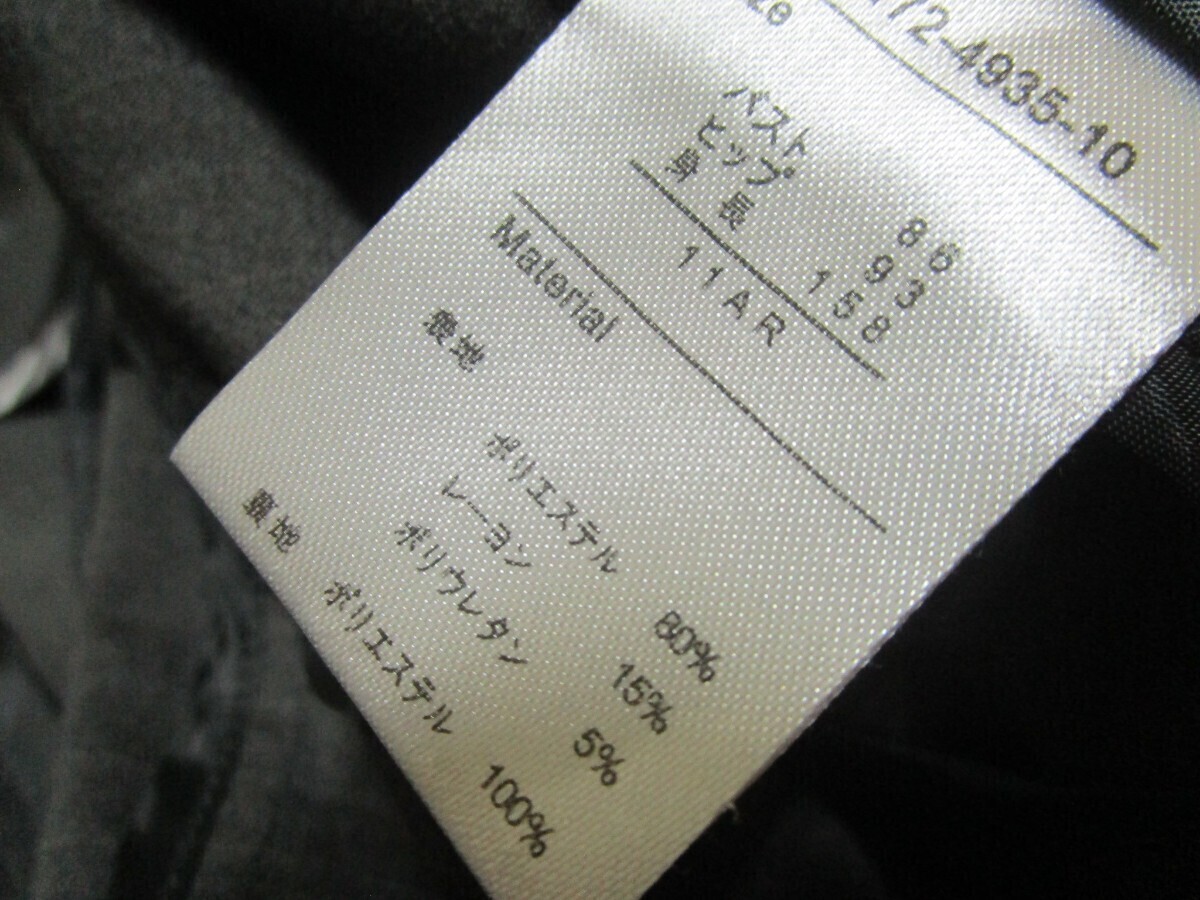 72-4935-10
バスト 86
ヒップ 93
身長 158
11AR
Material
表地
ポリエステル 80%
レーヨン 15%
ポリウレタン 5%
裏地
ポリエステル 100%